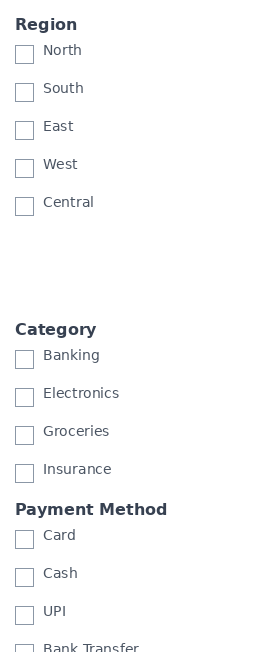 Region
North
South
East
West
Central
Category
Banking
Electronics
Groceries
Insurance
Payment Method
Card
Cash
UPI
Bank Transfer